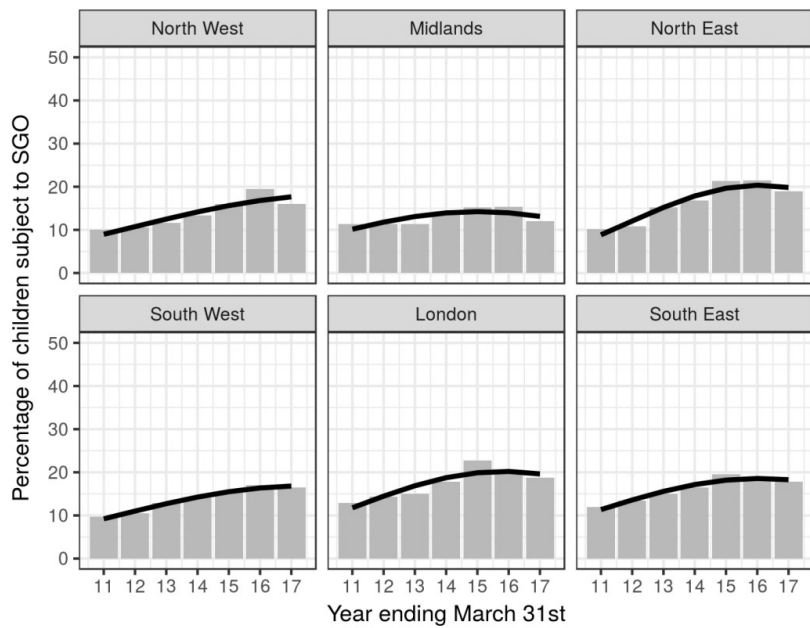 North West Midlands North East
50
40
30
20
10
0
South West London South East
50
40
30
20
10
0
11 12 13 14 15 16 17 11 12 13 14 15 16 17 11 12 13 14 15 16 17
Year ending March 31st
Percentage of children subject to SGO